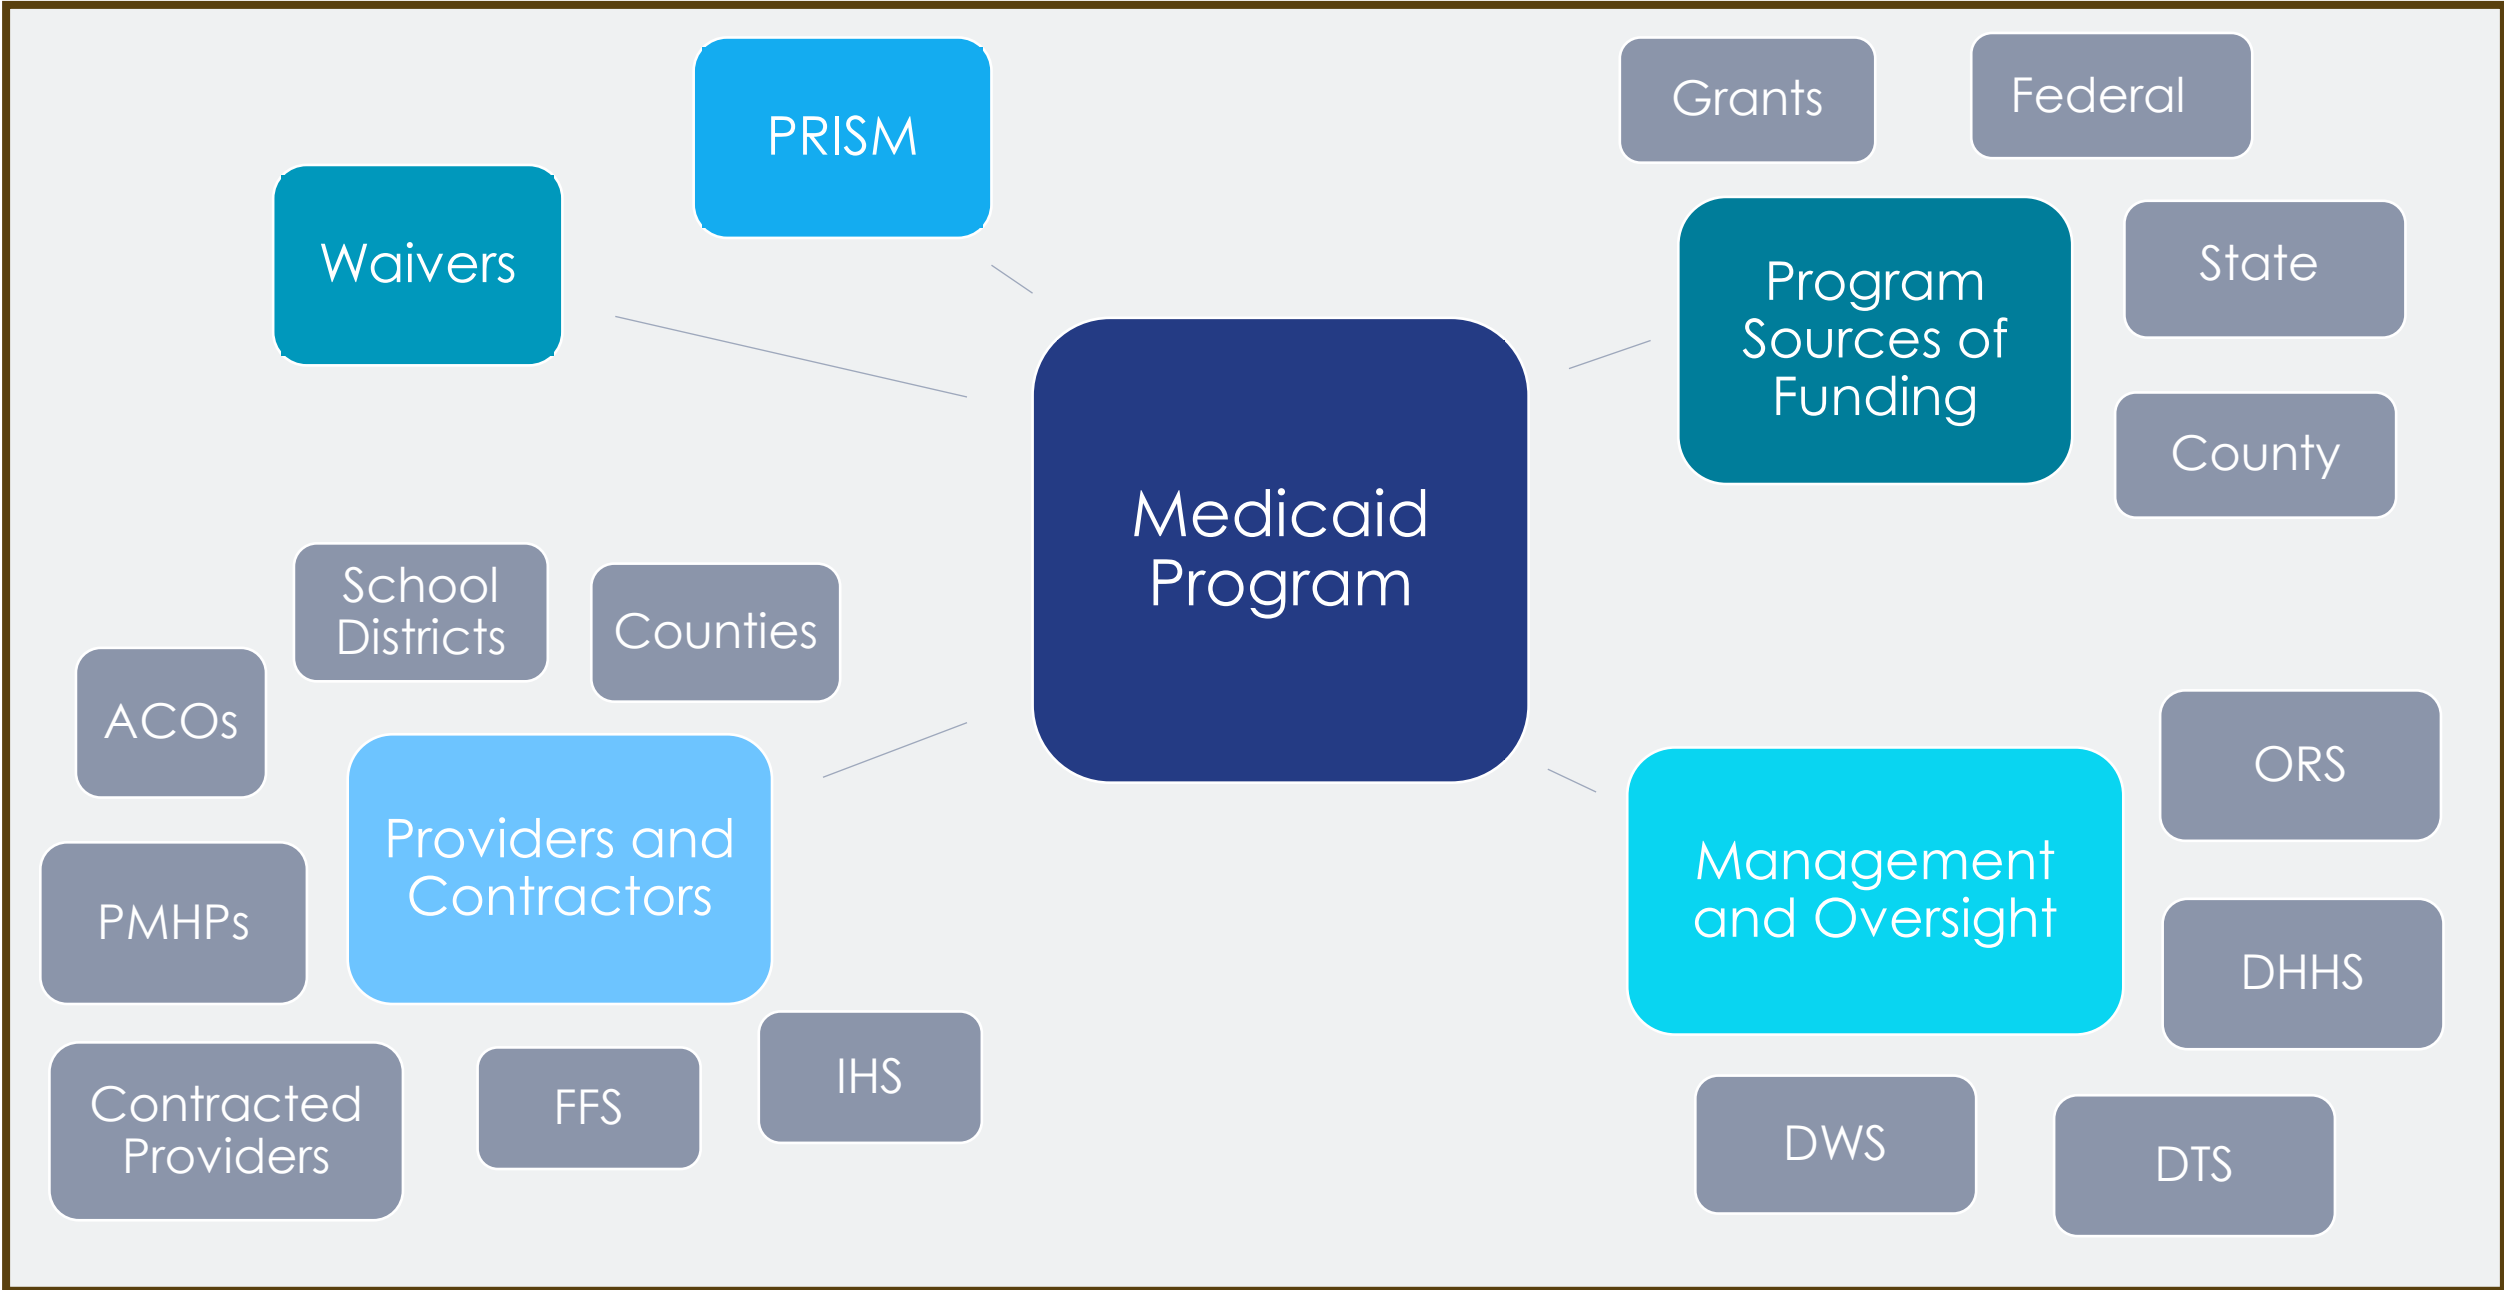 PRISM
Grants
Federal
Waivers
State
Program
Sources of
Funding
County
Medicaid
Program
School
Districts
Counties
ACOs
ORS
Providers and
Contractors
Management
and Oversight
PMHPs
DHHS
IHS
Contracted
Providers
FFS
DWS
DTS